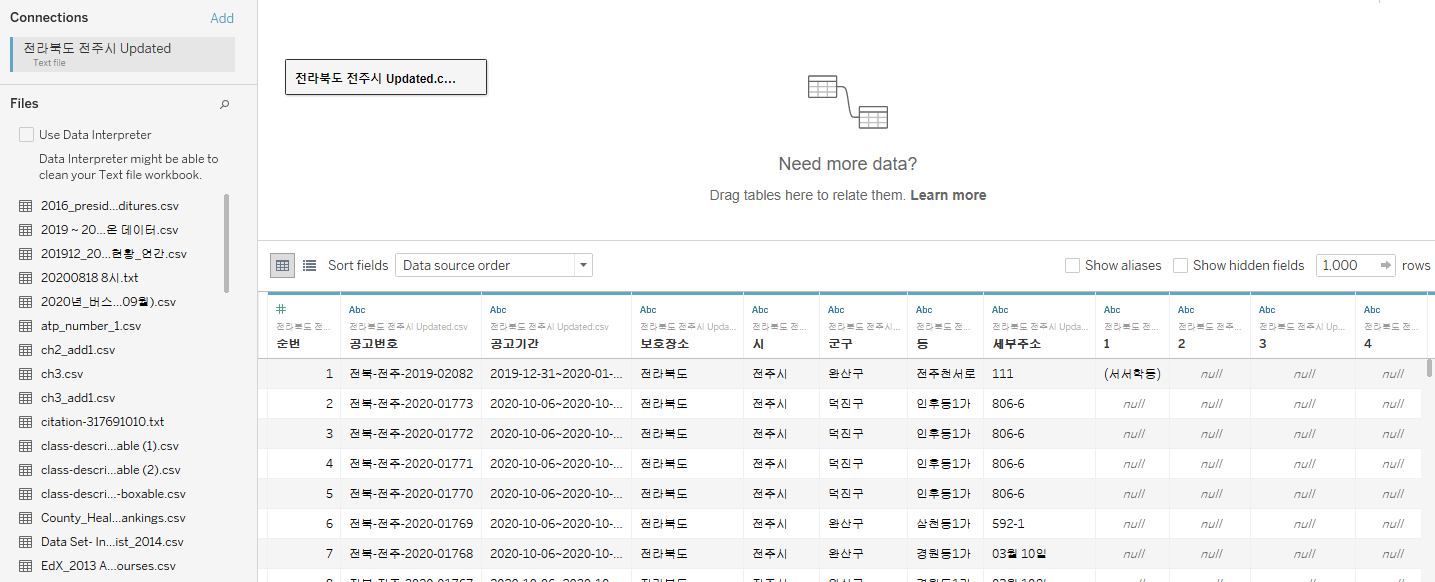 Connections
Add
전라북도 전주시 Updated
Text file
Files
Use Data Interpreter
Data Interpreter might be able to
clean your Text file workbook.
2016_presid...ditures.csv
2019 ~ 20...온 데이터.csv
201912_20...현황_연간.csv
20200818 8시.txt
2020년_버스...09월).csv
atp_number_1.csv
ch2_add1.csv
ch3.csv
ch3_add1.csv
citation-317691010.txt
class-descri...able (1).csv
class-descri...able (2).csv
class-descri...-boxable.csv
County_Heal...ankings.csv
Data Set- In...ist_2014.csv
EdX_2013 A...ourses.csv
전라북도 전주시 Updated.c...
Need more data?
Drag tables here to relate them. Learn more
Sort fields Data source order Show aliases Show hidden fields 1,000 rows
# Abc Abc Abc Abc Abc Abc Abc Abc Abc Abc Abc
전라북도 전... 전라북도 전주시 Updated.csv 전라북도 전주시 Updated.csv 전라북도 전주시 Upda... 전라북도 전... 전라북도 전주시... 전라북도 전... 전라북도 전주시 Upda... 전라북도 전... 전라북도 전주... 전라북도 전주시 Up... 전라북도 전...
순번 공고번호 공고기간 보호장소 시 군구 동 세부주소 1 2 3 4
1 전북-전주-2019-02082 2019-12-31~2020-01-... 전라북도 전주시 완산구 전주천서로 111 (서서학동) null null null
2 전북-전주-2020-01773 2020-10-06~2020-10-... 전라북도 전주시 덕진구 인후동1가 806-6 null null null null
3 전북-전주-2020-01772 2020-10-06~2020-10-... 전라북도 전주시 덕진구 인후동1가 806-6 null null null null
4 전북-전주-2020-01771 2020-10-06~2020-10-... 전라북도 전주시 덕진구 인후동1가 806-6 null null null null
5 전북-전주-2020-01770 2020-10-06~2020-10-... 전라북도 전주시 덕진구 인후동1가 806-6 null null null null
6 전북-전주-2020-01769 2020-10-06~2020-10-... 전라북도 전주시 완산구 삼천동1가 592-1 null null null null
7 전북-전주-2020-01768 2020-10-06~2020-10-... 전라북도 전주시 완산구 경원동1가 03월 10일 null null null null